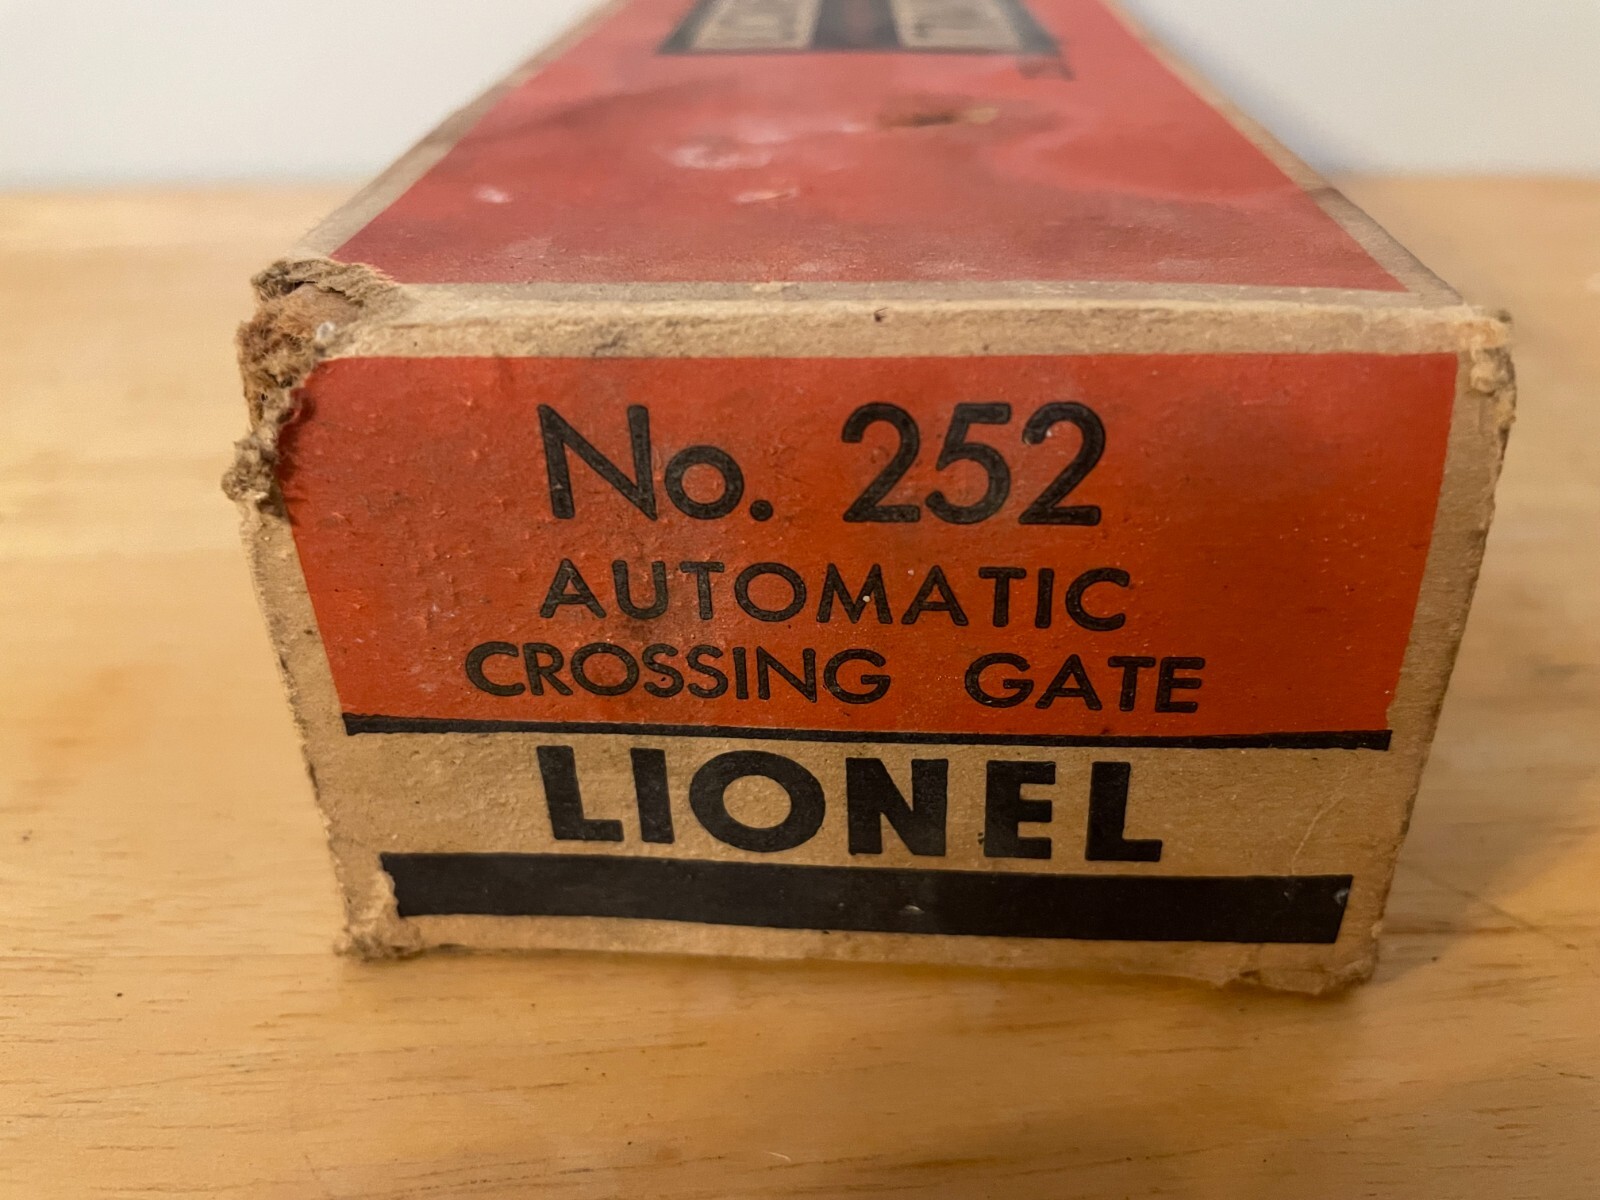 No. 252
AUTOMATIC
CROSSING GATE
LIONEL